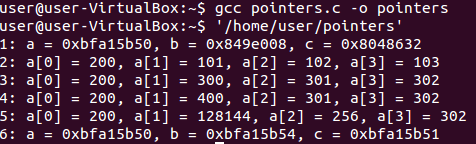 user@user-VirtualBox:~$ gcc pointers.c -o pointers
user@user-VirtualBox:~$ '/home/user/pointers'
1: a = 0xbfa15b50, b = 0x849e008, c = 0x8048632
2: a[0] = 200, a[1] = 101, a[2] = 102, a[3] = 103
3: a[0] = 200, a[1] = 300, a[2] = 301, a[3] = 302
4: a[0] = 200, a[1] = 400, a[2] = 301, a[3] = 302
5: a[0] = 200, a[1] = 128144, a[2] = 256, a[3] = 302
6: a = 0xbfa15b50, b = 0xbfa15b54, c = 0xbfa15b51